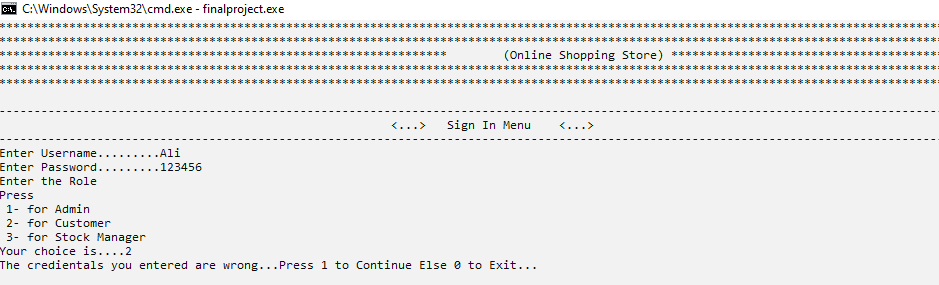 C:\Windows\System32\cmd.exe - finalproject.exe
**************************************************************************************************************************************
**************************************************************************************************************************************
**************************************************************** (Online Shopping Store) ****************************************
**************************************************************************************************************************************
**************************************************************************************************************************************
--------------------------------------------------------------------------------------------------------------------------------------
<...> Sign In Menu <...>
--------------------------------------------------------------------------------------------------------------------------------------
Enter Username.........Ali
Enter Password.........123456
Enter the Role
Press
1- for Admin
2- for Customer
3- for Stock Manager
Your choice is....2
The credientals you entered are wrong...Press 1 to Continue Else 0 to Exit...